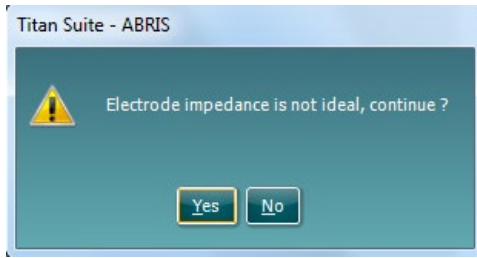 Titan Suite - ABRIS
Electrode impedance is not ideal, continue ?
Yes
No